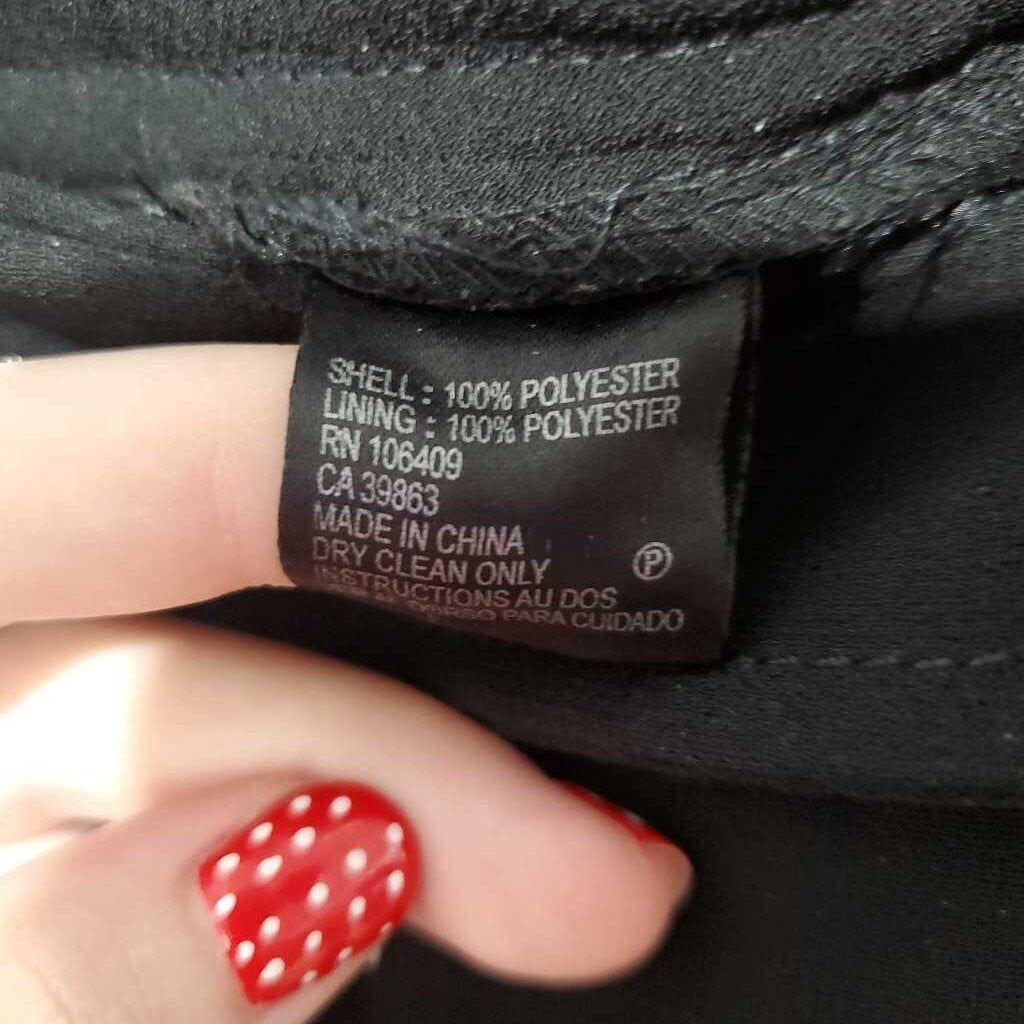 SHELL : 100% POLYESTER
LINING : 100% POLYESTER
RN 106409
CA 39863
MADE IN CHINA
DRY CLEAN ONLY
P
INSTRUCTIONS AU DOS
PARA CUIDADO